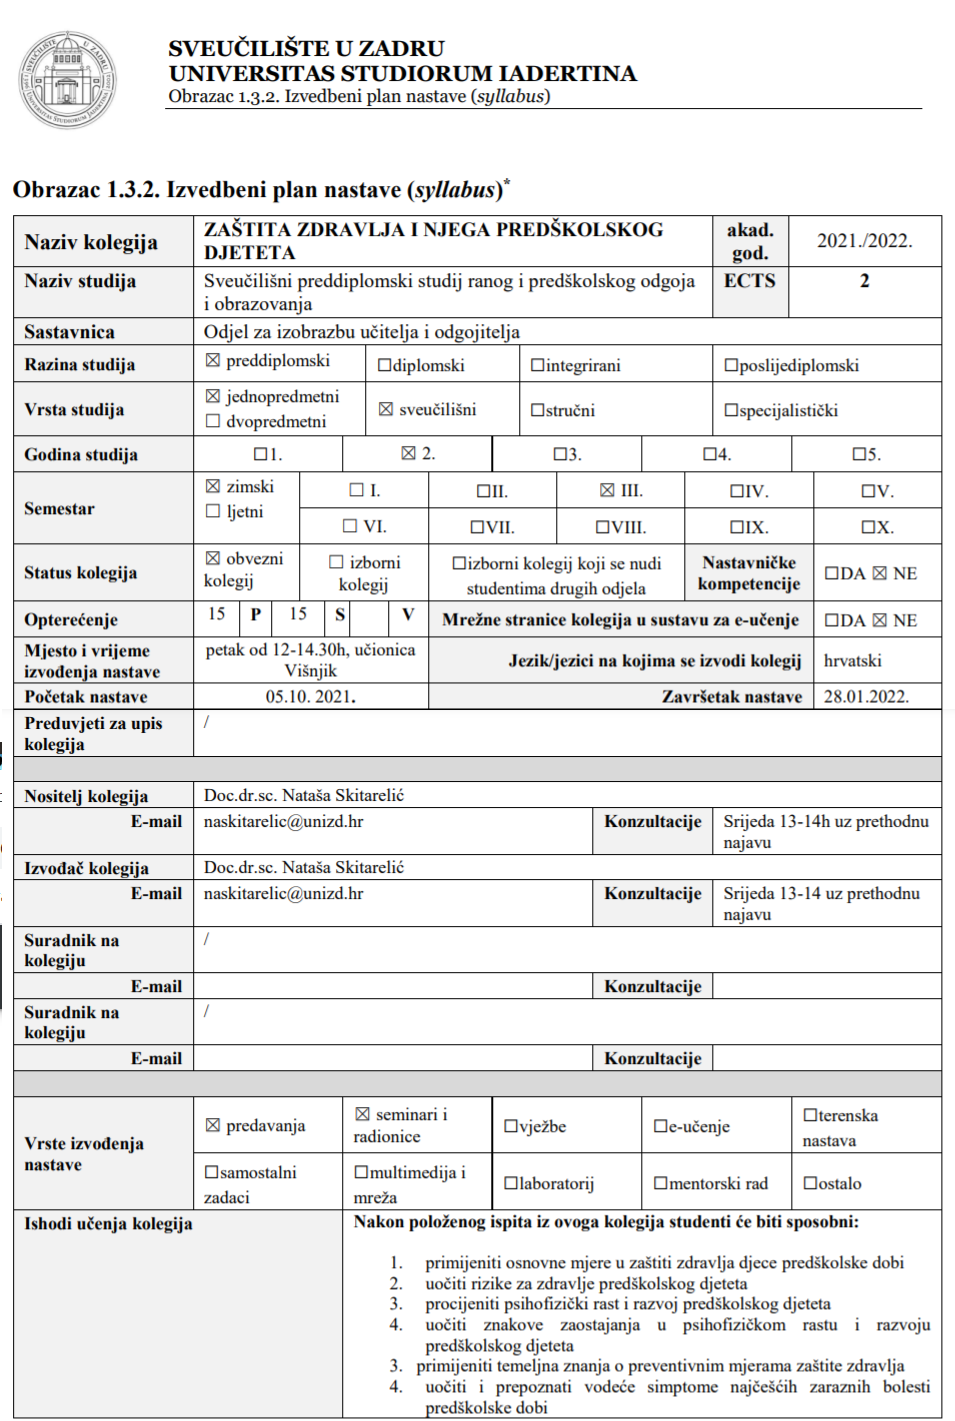 SVEUČILIŠTE U ZADRU
UNIVERSITAS STUDIORUM IADERTINA
Obrazac 1.3.2. Izvedbeni plan nastave (syllabus)
Obrazac 1.3.2. Izvedbeni plan nastave (syllabus)*
Naziv kolegija ZAŠTITA ZDRAVLJA I NJEGA PREDŠKOLSKOG DJETETA akad. god. 2021./2022.
Naziv studija Sveučilišni preddiplomski studij ranog i predškolskog odgoja i obrazovanja ECTS 2
Sastavnica Odjel za izobrazbu učitelja i odgojitelja
Razina studija ☒ preddiplomski ☐diplomski ☐integrirani ☐poslijediplomski
Vrsta studija ☒ jednopredmetni ☐ dvopredmetni ☒ sveučilišni ☐stručni ☐specijalistički
Godina studija ☐1. ☒ 2. ☐3. ☐4. ☐5.
Semestar ☒ zimski ☐ ljetni ☐ I. ☐II. ☒ III. ☐IV. ☐V.
☐ VI. ☐VII. ☐VIII. ☐IX. ☐X.
Status kolegija ☒ obvezni kolegij ☐ izborni kolegij ☐izborni kolegij koji se nudi studentima drugih odjela Nastavničke kompetencije ☐DA ☒ NE
Opterećenje 15 P 15 S V Mrežne stranice kolegija u sustavu za e-učenje ☐DA ☒ NE
Mjesto i vrijeme izvođenja nastave petak od 12-14.30h, učionica Višnjik Jezik/jezici na kojima se izvodi kolegij hrvatski
Početak nastave 05.10. 2021. Završetak nastave 28.01.2022.
Preduvjeti za upis kolegija /
Nositelj kolegija Doc.dr.sc. Nataša Skitarelić
E-mail naskitarelic@unizd.hr Konzultacije Srijeda 13-14h uz prethodnu najavu
Izvođač kolegija Doc.dr.sc. Nataša Skitarelić
E-mail naskitarelic@unizd.hr Konzultacije Srijeda 13-14 uz prethodnu najavu
Suradnik na kolegiju /
E-mail Konzultacije
Suradnik na kolegiju /
E-mail Konzultacije
Vrste izvođenja nastave ☒ predavanja ☒ seminari i radionice ☐vježbe ☐e-učenje ☐terenska nastava
☐samostalni zadaci ☐multimedija i mreža ☐laboratorij ☐mentorski rad ☐ostalo
Ishodi učenja kolegija Nakon položenog ispita iz ovoga kolegija studenti će biti sposobni:
1. primijeniti osnovne mjere u zaštiti zdravlja djece predškolske dobi
2. uočiti rizike za zdravlje predškolskog djeteta
3. procijeniti psihofizički rast i razvoj predškolskog djeteta
4. uočiti znakove zaostajanja u psihofizičkom rastu i razvoju
predškolskog djeteta
3. primijeniti temeljna znanja o preventivnim mjerama zaštite zdravlja
4. uočiti i prepoznati vodeće simptome najčešćih zaraznih bolesti
predškolske dobi